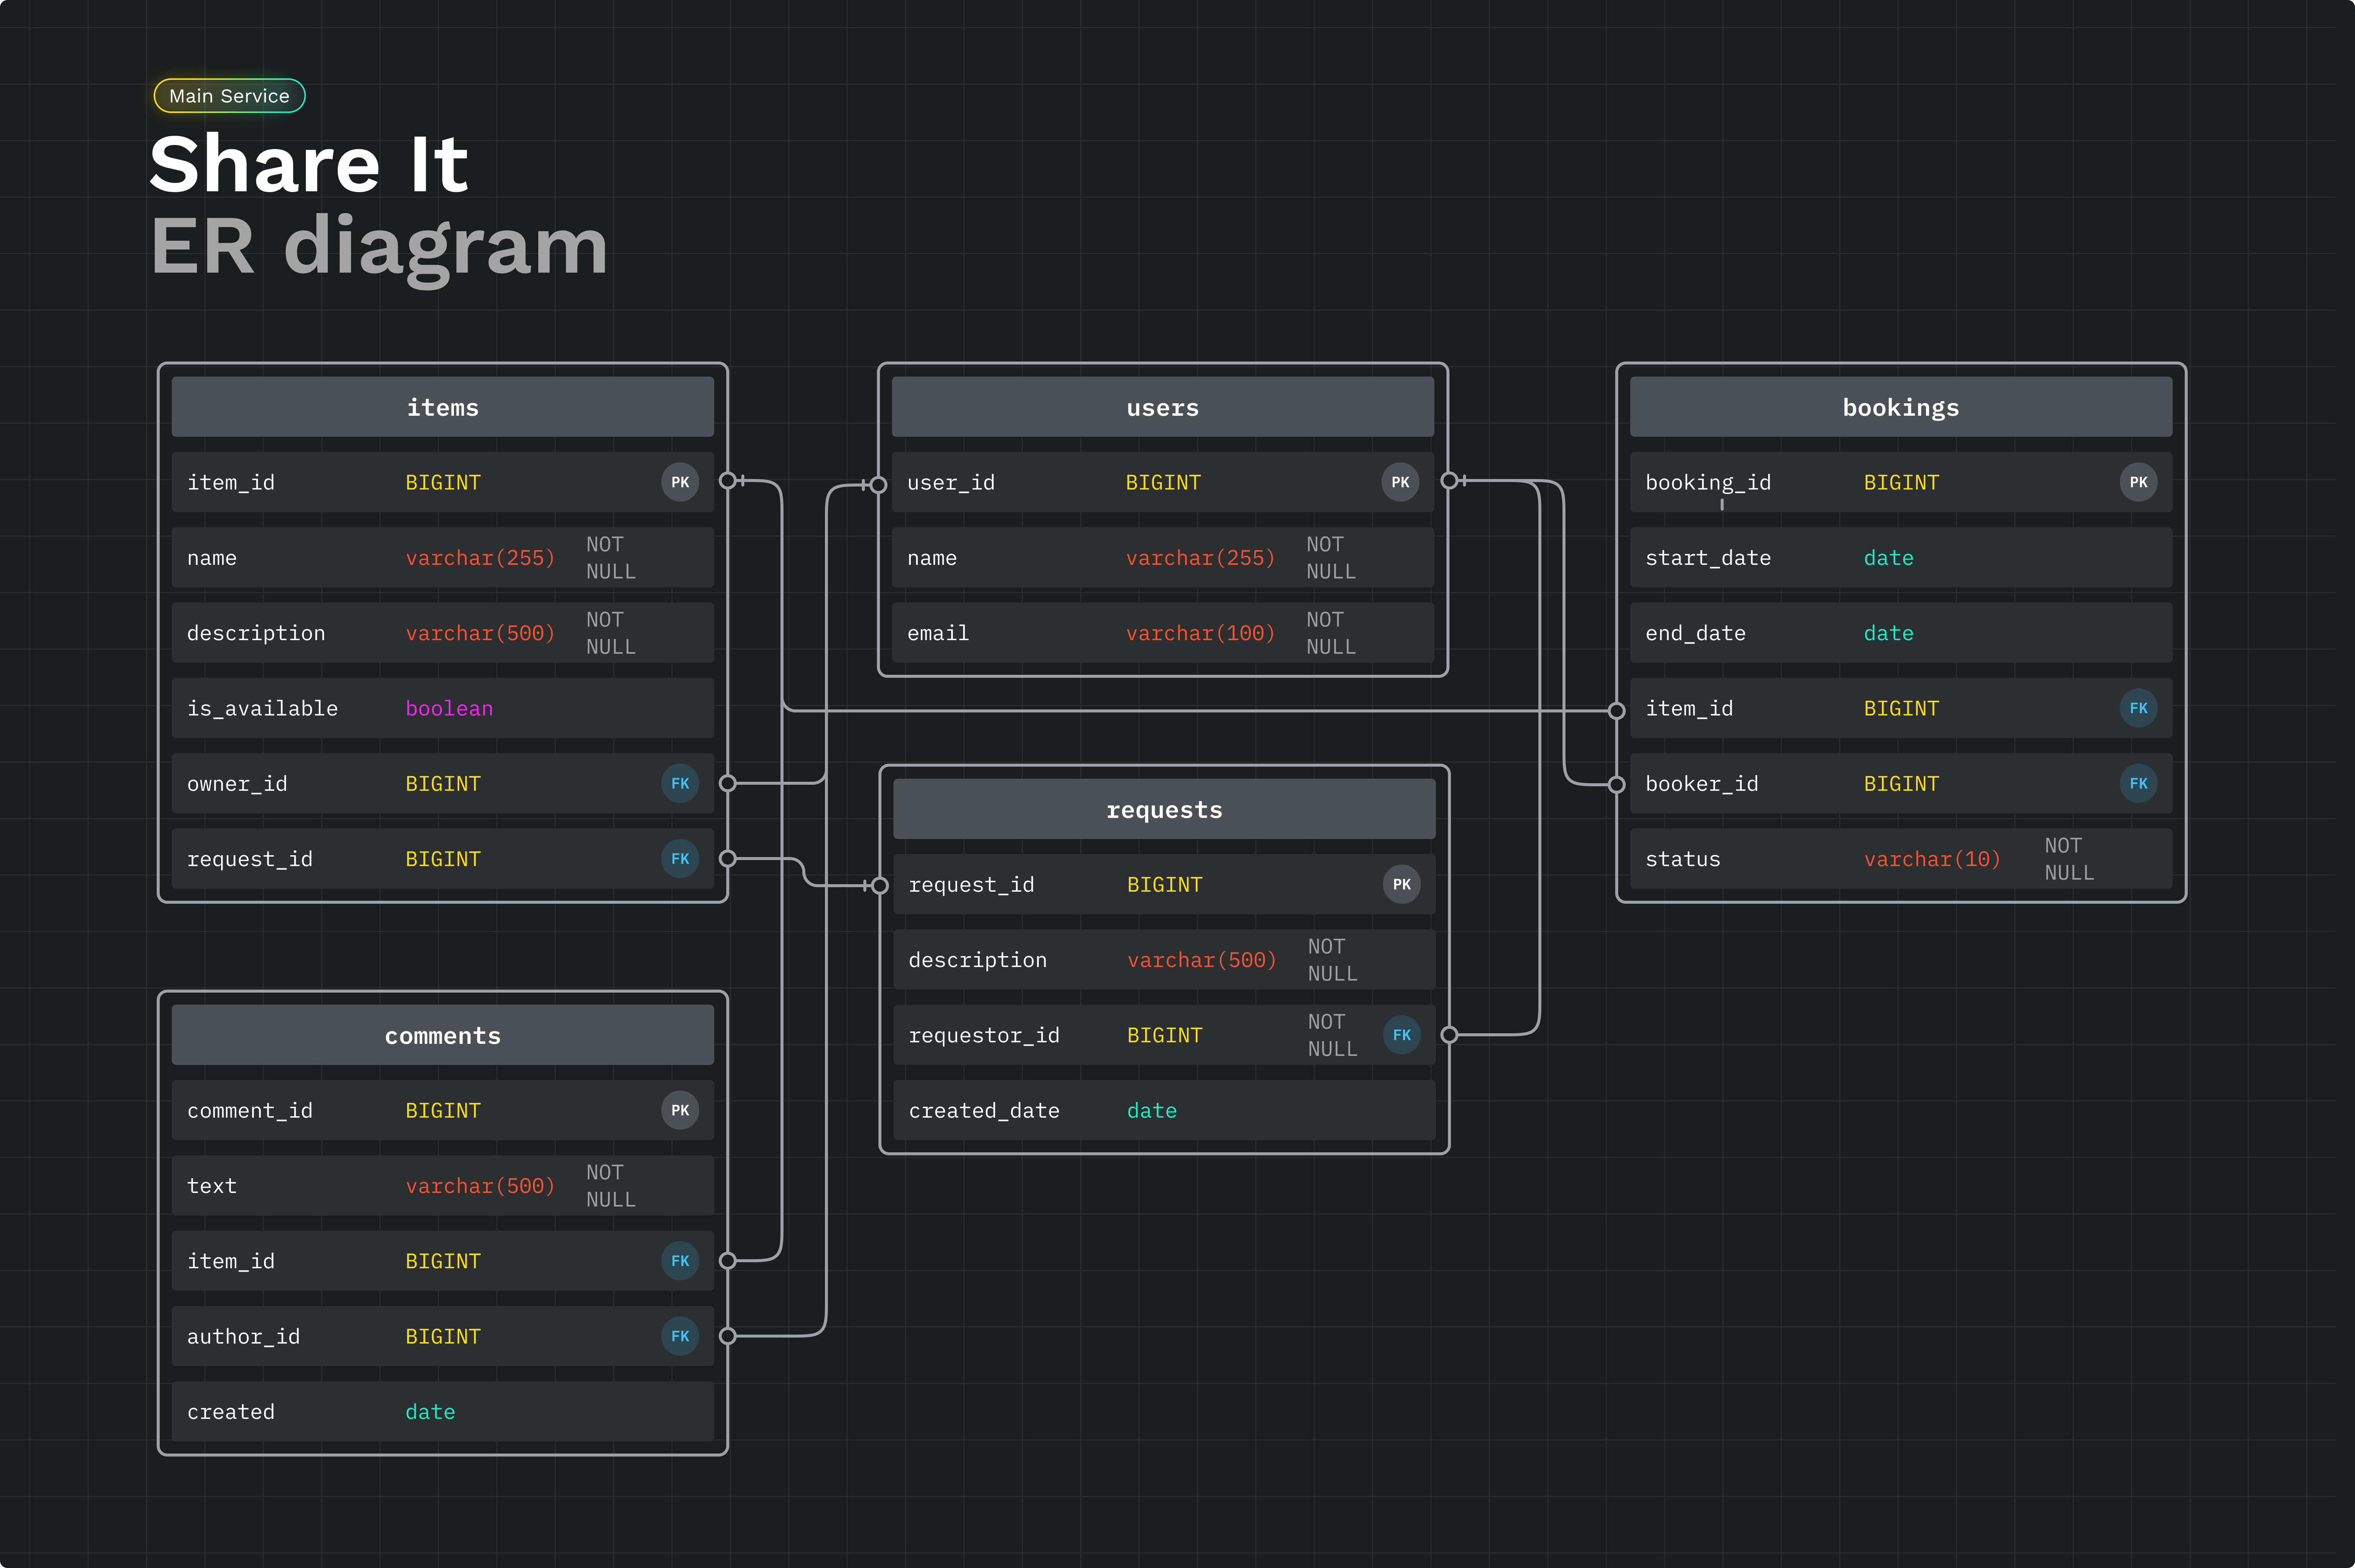 Main Service
Share It
ER diagram
items
item_id BIGINT PK
name varchar(255) NOT NULL
description varchar(500) NOT NULL
is_available boolean
owner_id BIGINT FK
request_id BIGINT FK
users
user_id BIGINT PK
name varchar(255) NOT NULL
email varchar(100) NOT NULL
bookings
booking_id BIGINT PK
start_date date
end_date date
item_id BIGINT FK
booker_id BIGINT FK
status varchar(10) NOT NULL
requests
request_id BIGINT PK
description varchar(500) NOT NULL
requestor_id BIGINT NOT NULL FK
created_date date
comments
comment_id BIGINT PK
text varchar(500) NOT NULL
item_id BIGINT FK
author_id BIGINT FK
created date